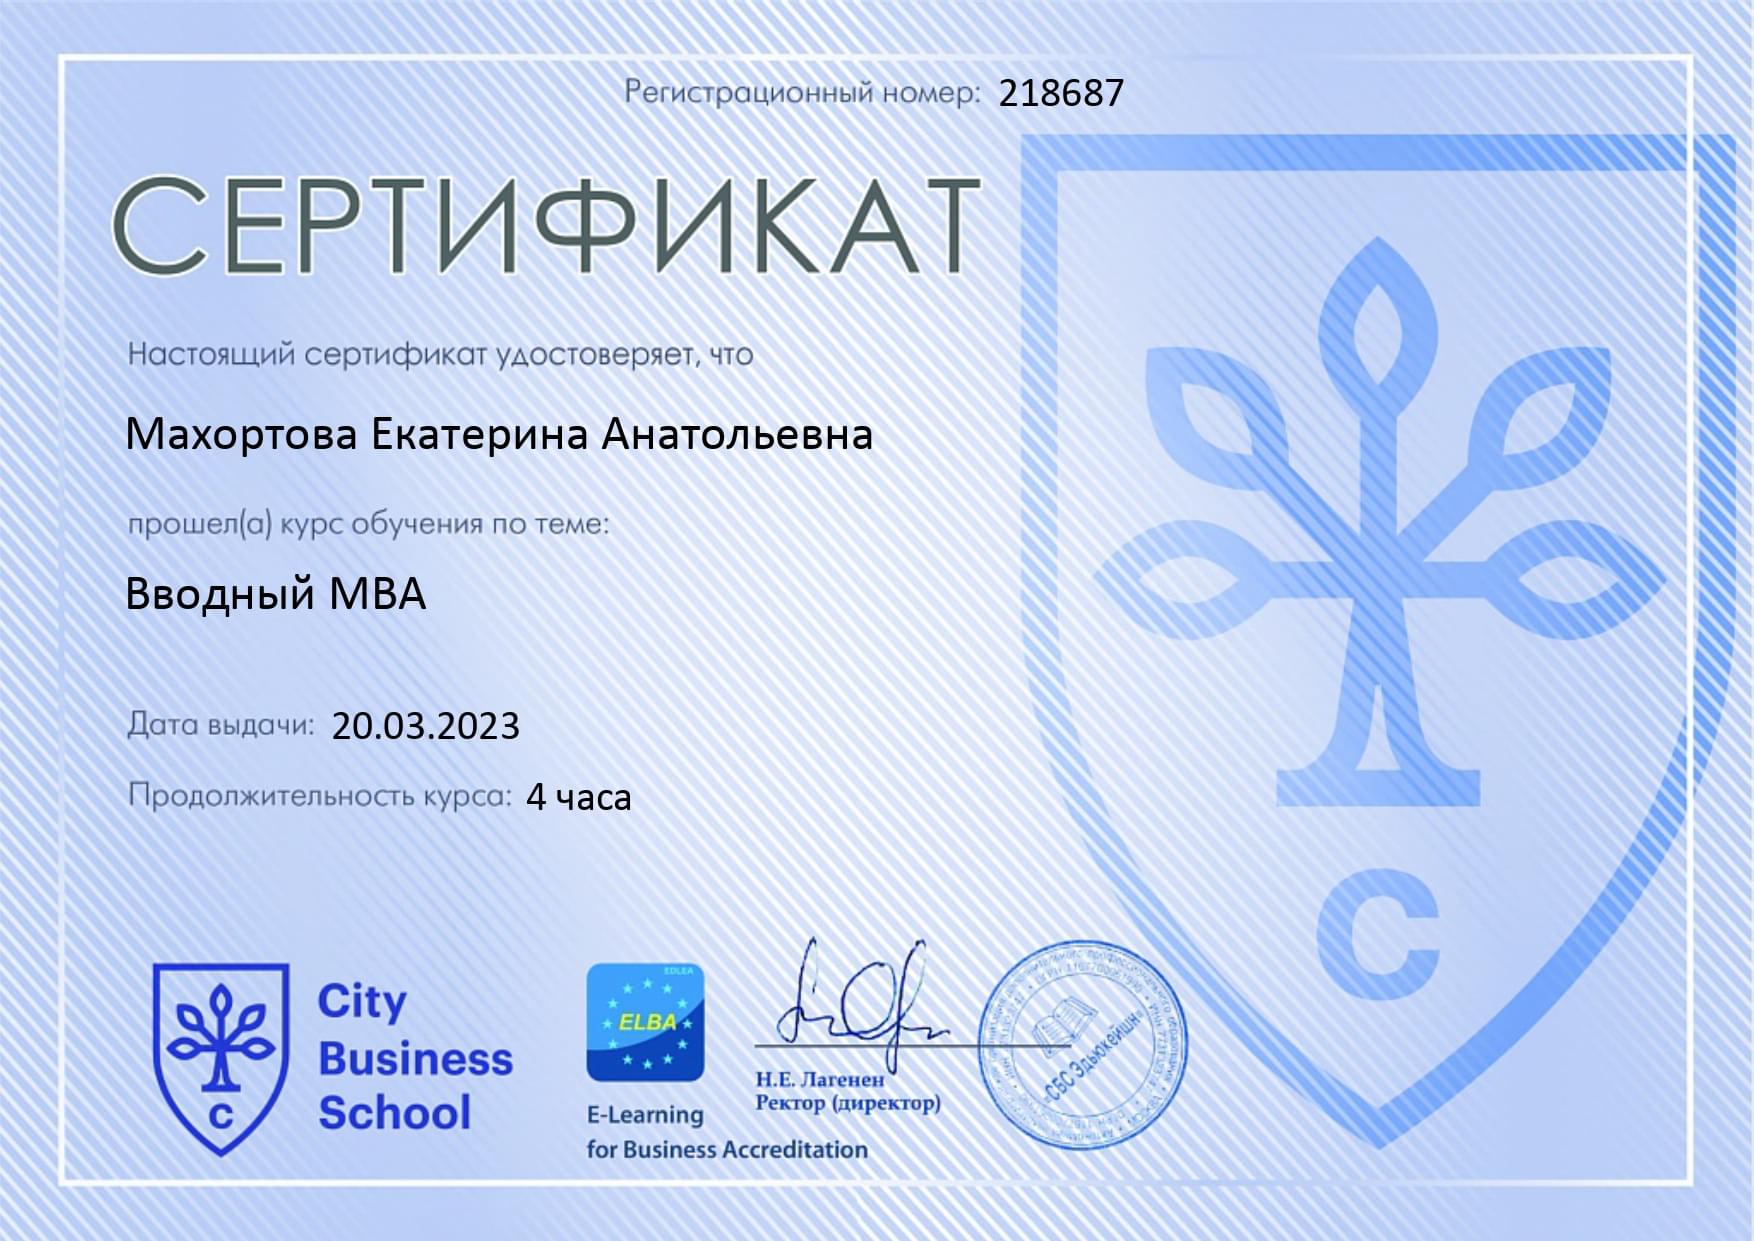 Регистрационный номер: 218687
СЕРТИФИКАТ
Настоящий сертификат удостоверяет, что
Махортова Екатерина Анатольевна
прошел(а) курс обучения по теме:
Вводный MBA
Дата выдачи: 20.03.2023
Продолжительность курса: 4 часа
C
C
City
Business
School
EDLEA
ELBA
E-Learning
for Business Accreditation
Н.Е. Лагенен
Ректор (директор)
"СБС Эдьюкейшн"